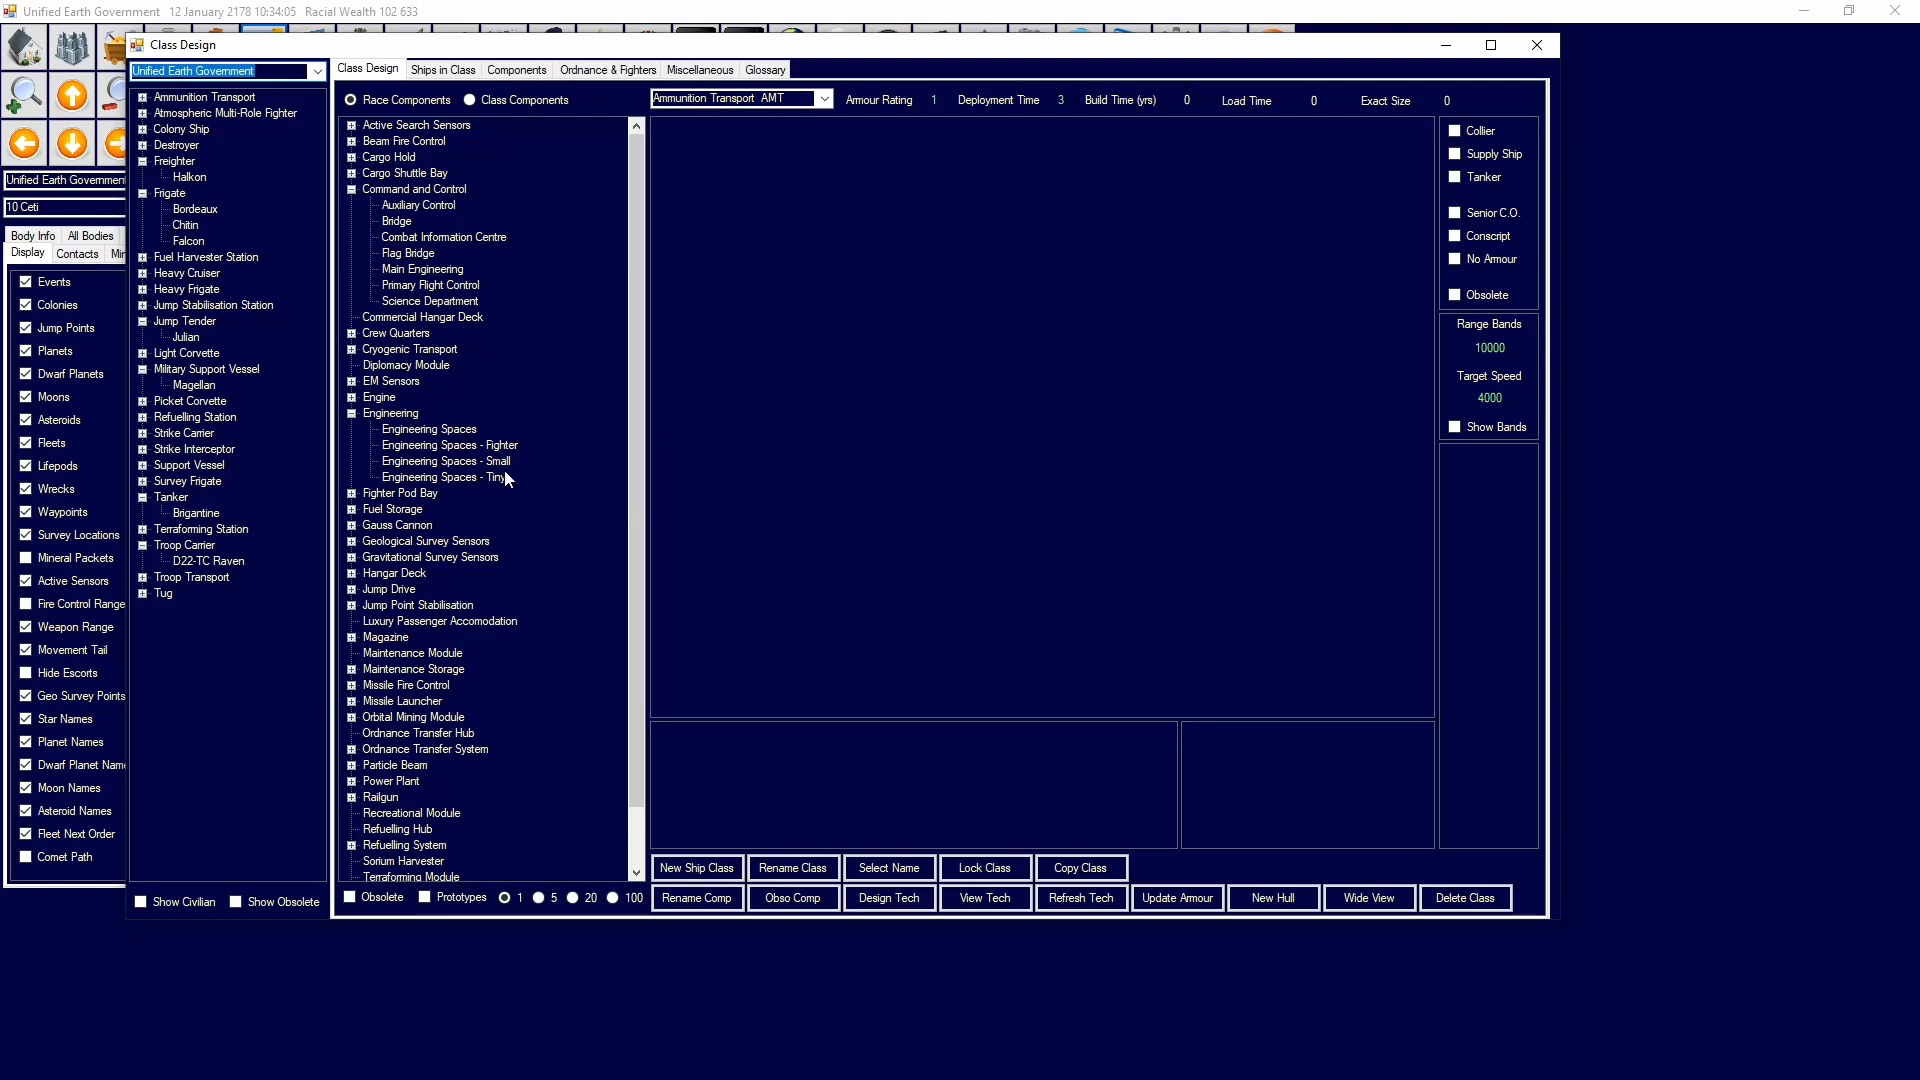 Unified Earth Government   12 January 2178 10:34:05   Racial Wealth 102 633
Class Design
Unified Earth Government
Class Design
Ships in Class
Components
Ordnance & Fighters
Miscellaneous
Glossary
Ammunition Transport
Atmospheric Multi-Role Fighter
Colony Ship
Destroyer
Freighter
Halkon
Frigate
Bordeaux
Chitin
Falcon
Fuel Harvester Station
Heavy Cruiser
Heavy Frigate
Jump Stabilisation Station
Jump Tender
Julian
Light Corvette
Military Support Vessel
Magellan
Picket Corvette
Refuelling Station
Strike Carrier
Strike Interceptor
Support Vessel
Survey Frigate
Tanker
Brigantine
Terraforming Station
Troop Carrier
D22-TC Raven
Troop Transport
Tug
Show Civilian
Show Obsolete
Unified Earth Government
10 Ceti
Body Info
All Bodies
Display
Contacts
Events
Colonies
Jump Points
Planets
Dwarf Planets
Moons
Asteroids
Fleets
Lifepods
Wrecks
Waypoints
Survey Locations
Mineral Packets
Active Sensors
Fire Control Range
Weapon Range
Movement Tail
Hide Escorts
Geo Survey Points
Star Names
Planet Names
Dwarf Planet Name
Moon Names
Asteroid Names
Fleet Next Order
Comet Path
Race Components
Class Components
Active Search Sensors
Beam Fire Control
Cargo Hold
Cargo Shuttle Bay
Command and Control
Auxiliary Control
Bridge
Combat Information Centre
Flag Bridge
Main Engineering
Primary Flight Control
Science Department
Commercial Hangar Deck
Crew Quarters
Cryogenic Transport
Diplomacy Module
EM Sensors
Engine
Engineering
Engineering Spaces
Engineering Spaces - Fighter
Engineering Spaces - Small
Engineering Spaces - Tiny
Fighter Pod Bay
Fuel Storage
Gauss Cannon
Geological Survey Sensors
Gravitational Survey Sensors
Hangar Deck
Jump Drive
Jump Point Stabilisation
Luxury Passenger Accomodation
Magazine
Maintenance Module
Maintenance Storage
Missile Fire Control
Missile Launcher
Orbital Mining Module
Ordnance Transfer Hub
Ordnance Transfer System
Particle Beam
Power Plant
Railgun
Recreational Module
Refuelling Hub
Refuelling System
Sorium Harvester
Terraforming Module
Obsolete
Prototypes
1
5
20
100
Ammunition Transport  AMT
Armour Rating 1
Deployment Time 3
Build Time (yrs) 0
Load Time 0
Exact Size 0
Collier
Supply Ship
Tanker
Senior C.O.
Conscript
No Armour
Obsolete
Range Bands
10000
Target Speed
4000
Show Bands
New Ship Class
Rename Class
Select Name
Lock Class
Copy Class
Rename Comp
Obso Comp
Design Tech
View Tech
Refresh Tech
Update Armour
New Hull
Wide View
Delete Class